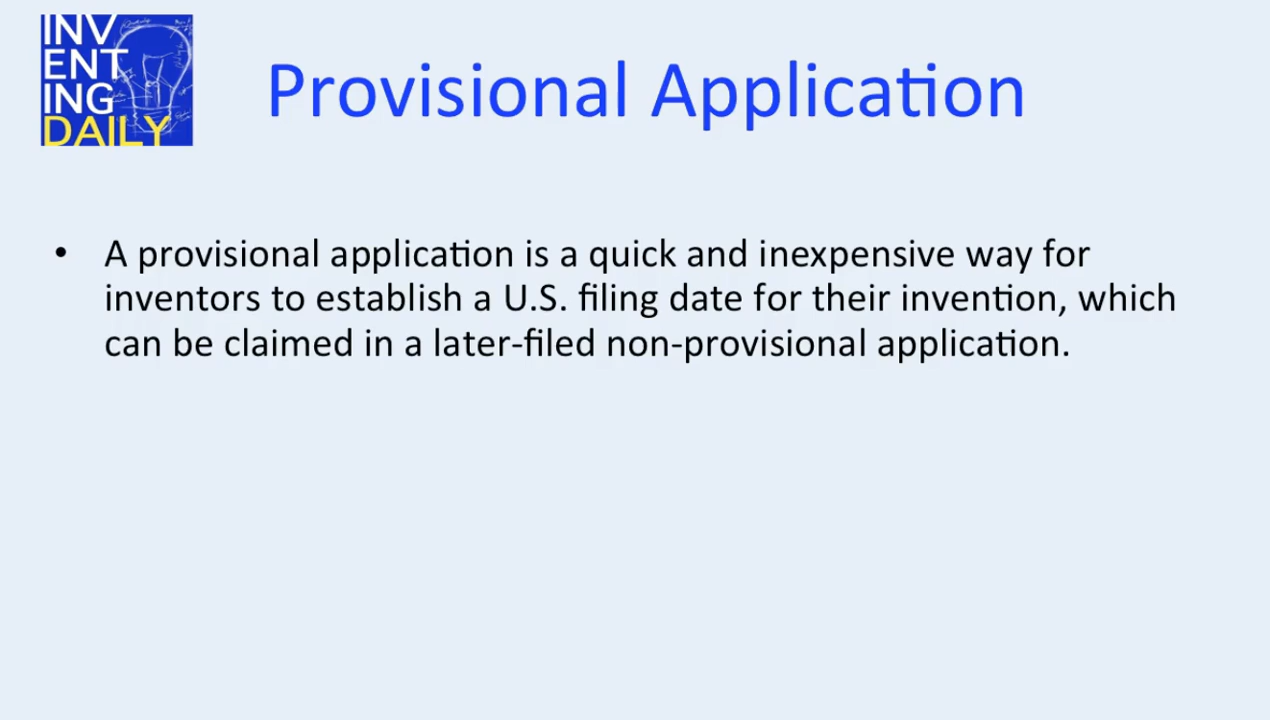 INV
ENT
ING
DAILY
Provisional Application
• A provisional application is a quick and inexpensive way for
inventors to establish a U.S. filing date for their invention, which
can be claimed in a later-filed non-provisional application.